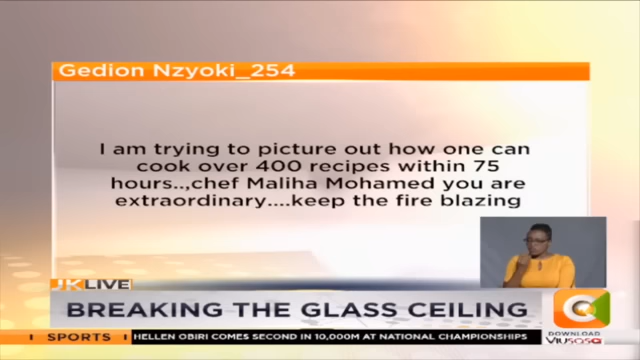 Gedion Nzyoki_254
I am trying to picture out how one can
cook over 400 recipes within 75
hours..,chef Maliha Mohamed you are
extraordinary....keep the fire blazing
JKLIVE
BREAKING THE GLASS CEILING
SPORTS
HELLEN OBIRI COMES SECOND IN 10,000M AT NATIONAL CHAMPIONSHIPS
DOWNLOAD
VIUSASA